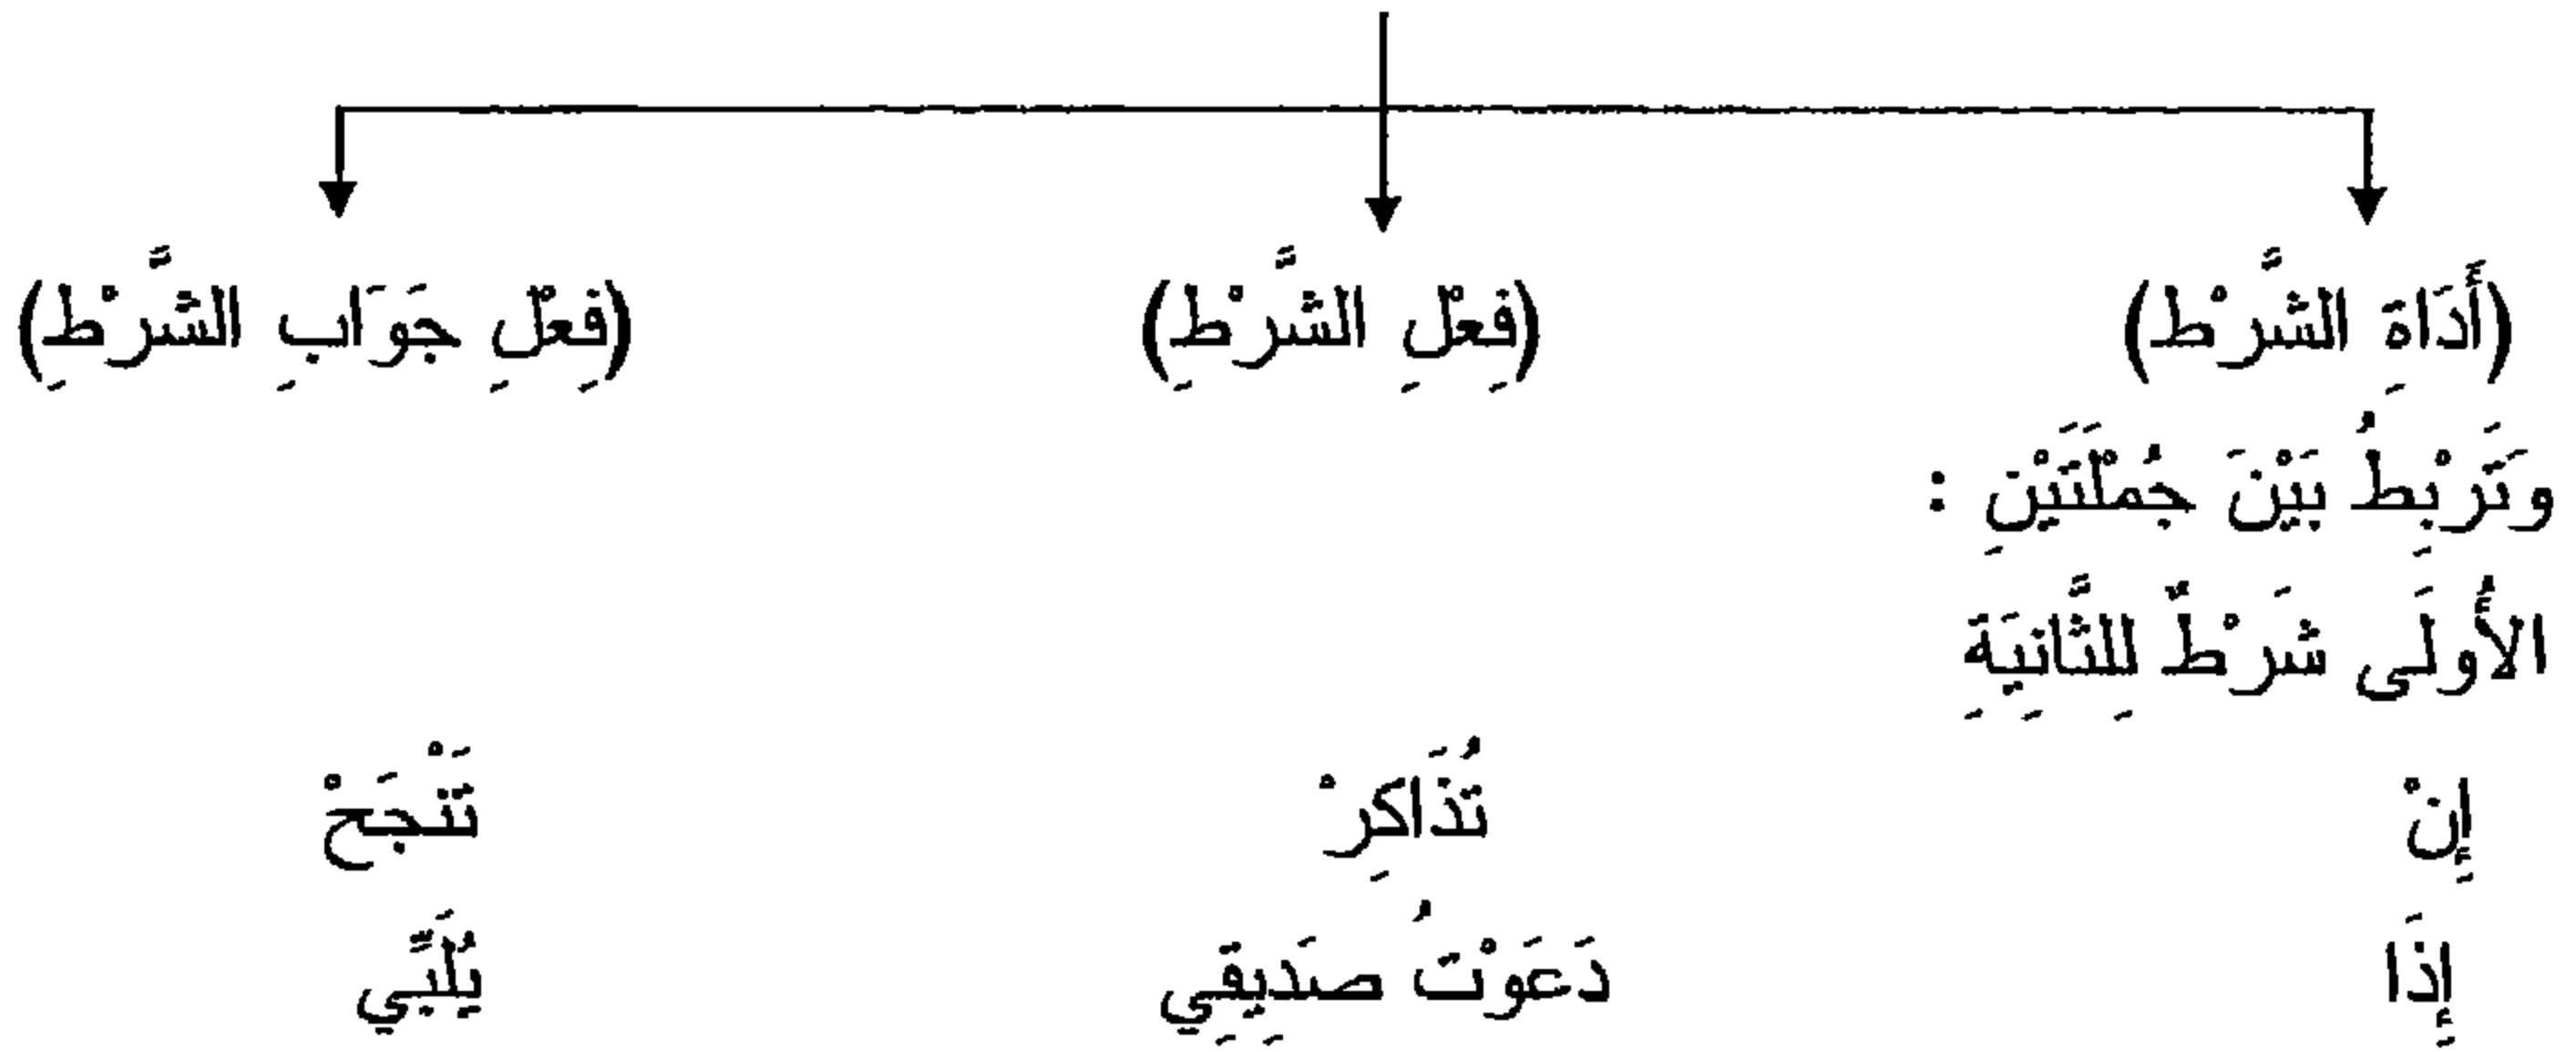 (أَدَاةِ الشَّرْط) (فِعْلِ الشَّرْطِ) (فِعْلِ جَوَابِ الشَّرْطِ)
وَتَرْبِطُ بَيْنَ جُمْلَتَيْنِ :
الأُولَى شَرْطٌ لِلثَّانِيَةِ
إِنْ تُذَاكِرْ تَنْجَحْ
إِذَا دَعَوْتُ صَدِيقِي يُلَبِّي